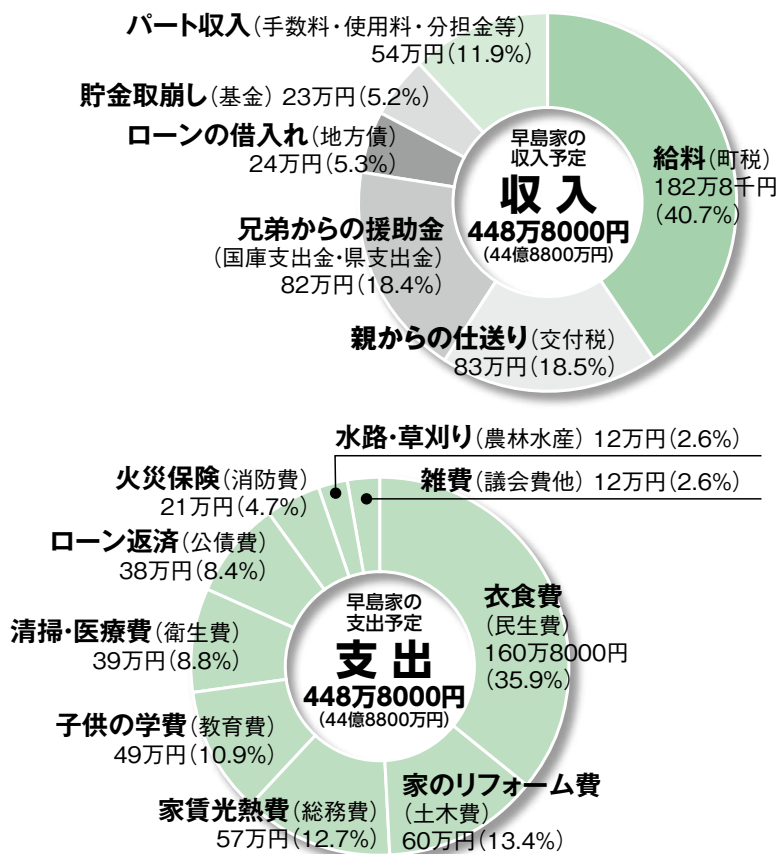 パート収入(手数料・使用料・分担金等)
54万円(11.9%)
貯金取崩し(基金) 23万円(5.2%)
ローンの借入れ(地方債)
24万円(5.3%)
兄弟からの援助金
(国庫支出金・県支出金)
82万円(18.4%)
親からの仕送り(交付税)
83万円(18.5%)
給料(町税)
182万8千円
(40.7%)
早島家の
収入予定
収 入
448万8000円
(44億8800万円)
水路・草刈り(農林水産) 12万円(2.6%)
雑費(議会費他) 12万円(2.6%)
火災保険(消防費)
21万円(4.7%)
ローン返済(公債費)
38万円(8.4%)
清掃・医療費(衛生費)
39万円(8.8%)
子供の学費(教育費)
49万円(10.9%)
家賃光熱費(総務費)
57万円(12.7%)
家のリフォーム費
(土木費)
60万円(13.4%)
衣食費
(民生費)
160万8000円
(35.9%)
早島家の
支出予定
支 出
448万8000円
(44億8800万円)